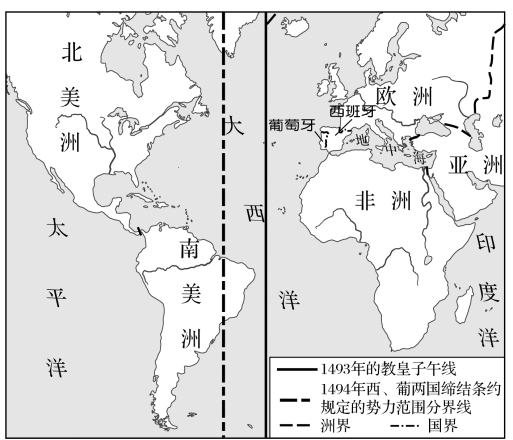 北美洲
大西洋
欧洲
西班牙
葡萄牙
地中海
亚洲
非洲
太平洋
南美洲
印度洋
1493年的教皇子午线
1494年西、葡两国缔结条约
规定的势力范围分界线
洲界
国界